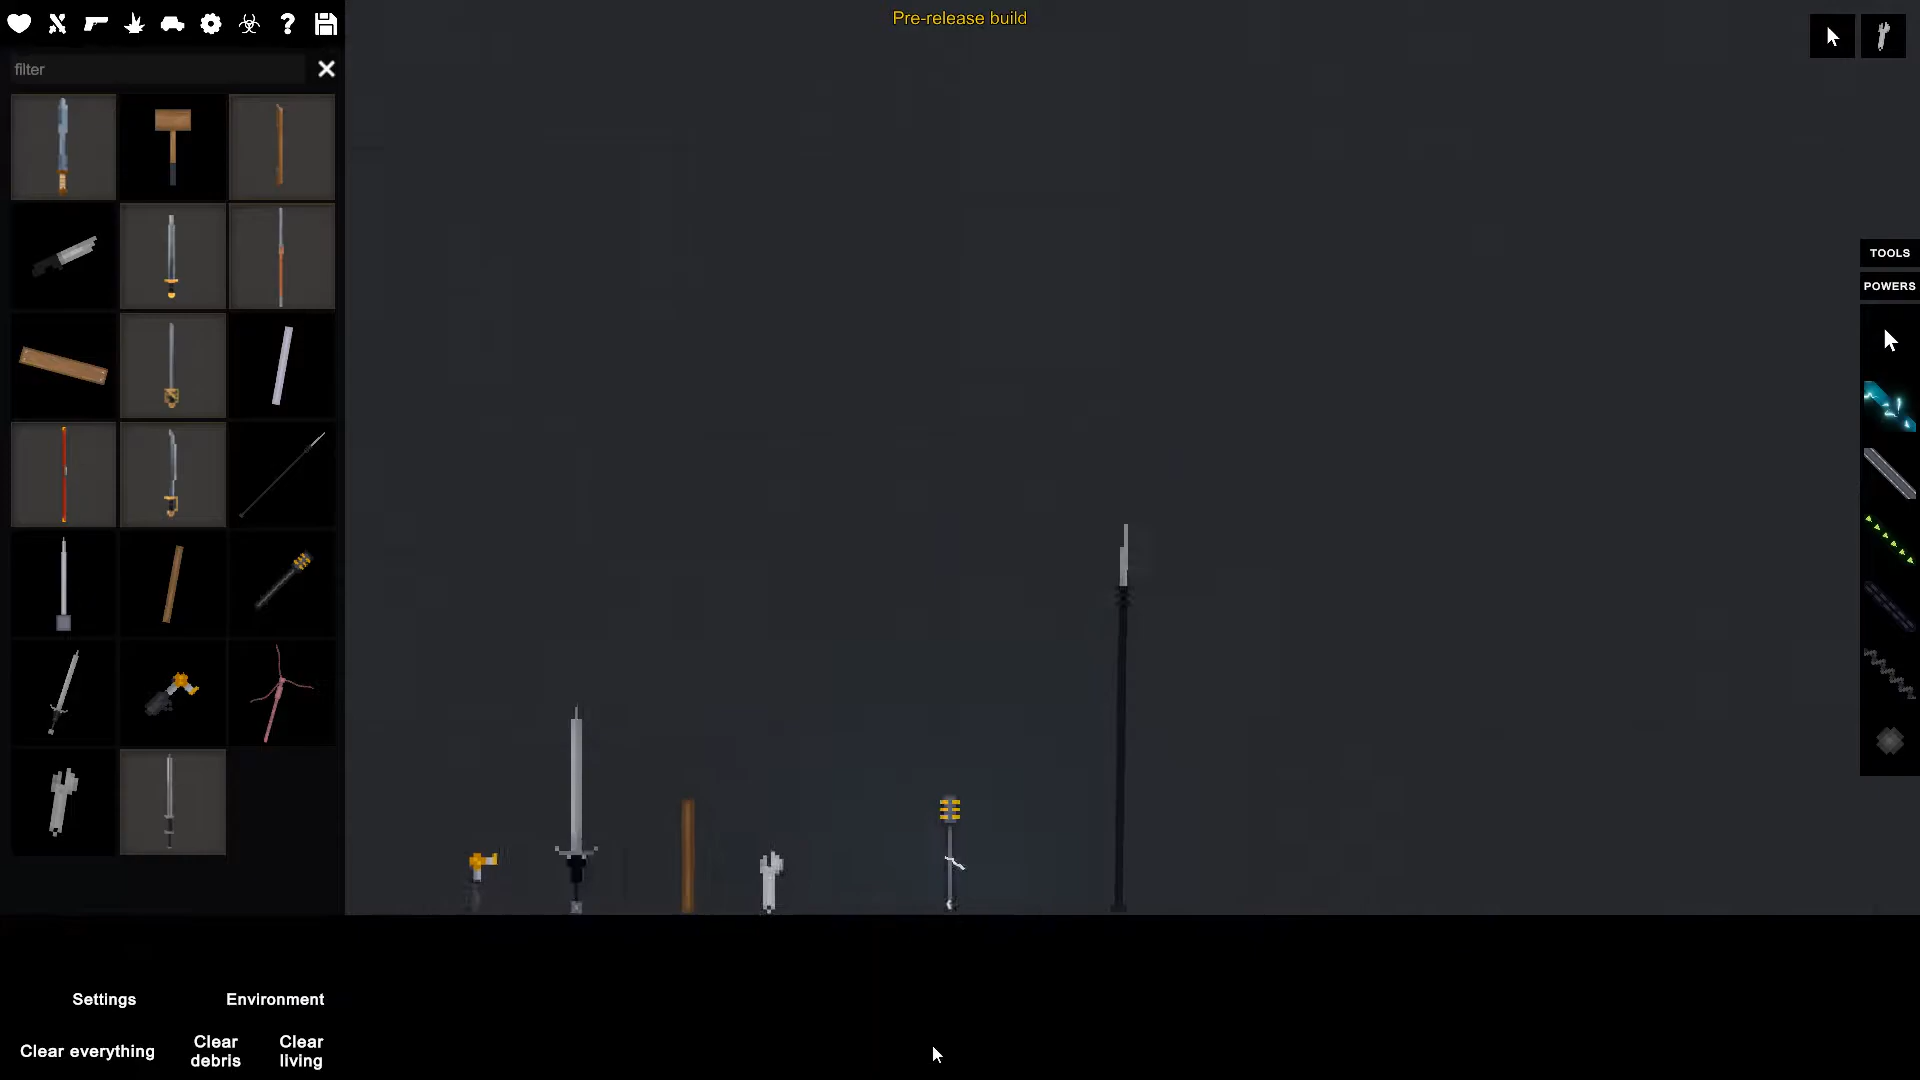 Pre-release build
filter
TOOLS
POWERS
Settings
Environment
Clear everything
Clear
debris
Clear
living